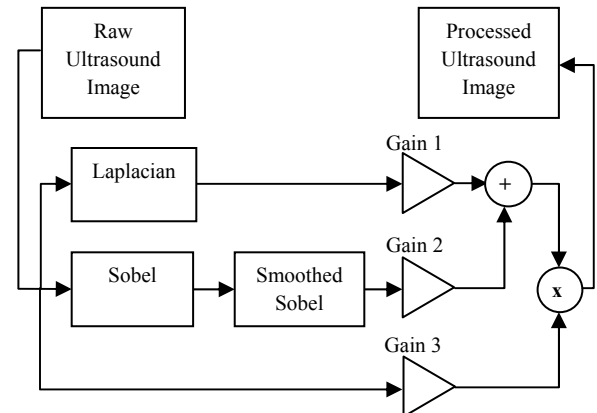 Raw
Ultrasound
Image
Processed
Ultrasound
Image
Gain 1
Laplacian
+
Gain 2
Sobel
Smoothed
Sobel
x
Gain 3